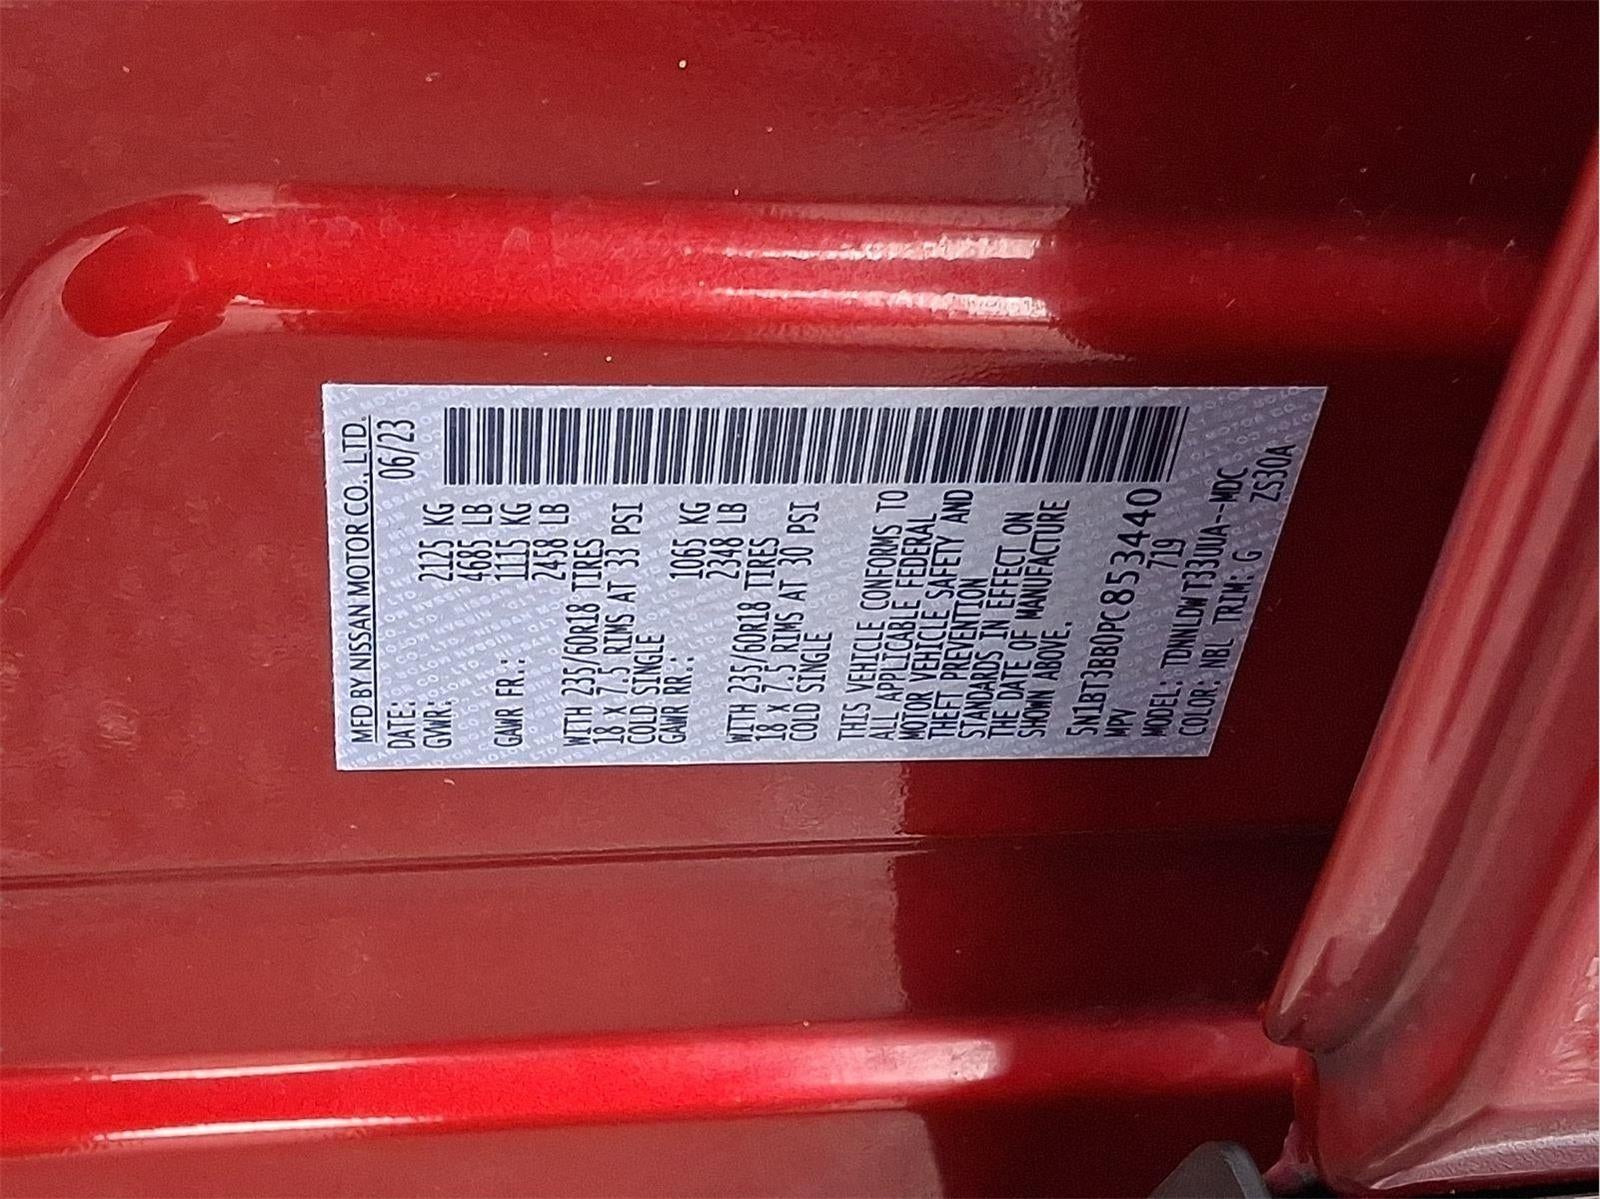 MFD BY NISSAN MOTOR CO., LTD.
DATE: 06/23
GVWR: 2125 KG
4685 LB
GAWR FR.: 1115 KG
2458 LB
WITH 235/60R18 TIRES
18 X 7.5 RIMS AT 33 PSI
COLD SINGLE
GAWR RR.: 1065 KG
2348 LB
WITH 235/60R18 TIRES
18 X 7.5 RIMS AT 30 PSI
COLD SINGLE
THIS VEHICLE CONFORMS TO
ALL APPLICABLE FEDERAL
MOTOR VEHICLE SAFETY AND
THEFT PREVENTION
STANDARDS IN EFFECT ON
THE DATE OF MANUFACTURE
SHOWN ABOVE.
5N1BT3BB0PC853440
MPV 719
MODEL: TDNNLDWT33UUA--MDC
COLOR: NBL TRIM: G ZS30A